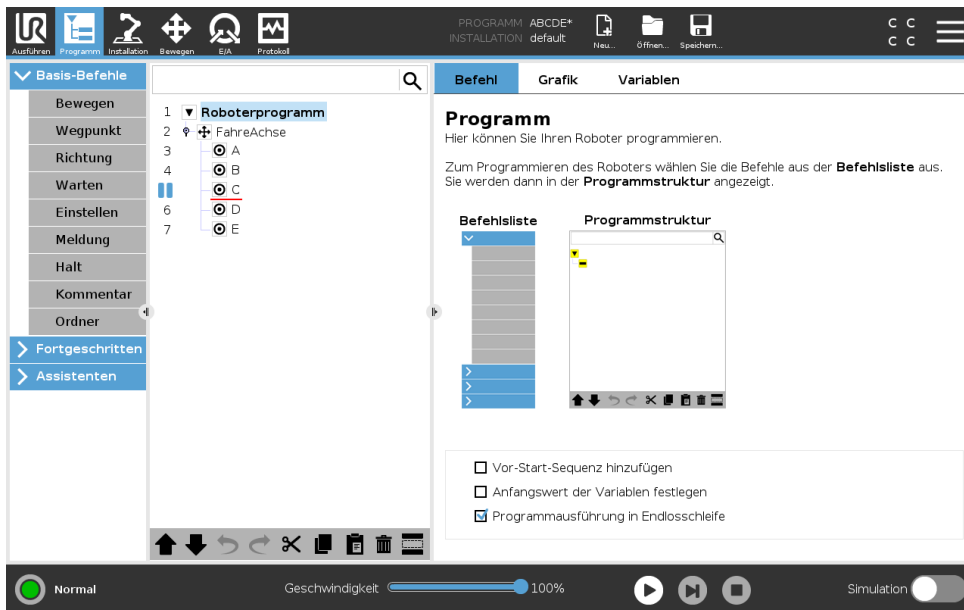 UR
Ausführen Programm Installation Bewegen E/A Protokoll
PROGRAMM ABCDE*
INSTALLATION default
Neu... Öffnen... Speichern...
C C
C C
Basis-Befehle
Bewegen
Wegpunkt
Richtung
Warten
Einstellen
Meldung
Halt
Kommentar
Ordner
Fortgeschritten
Assistenten
1 Roboterprogramm
2 FahreAchse
3 A
4 B
C
6 D
7 E
Befehl Grafik Variablen
Programm
Hier können Sie Ihren Roboter programmieren.
Zum Programmieren des Roboters wählen Sie die Befehle aus der Befehlsliste aus.
Sie werden dann in der Programmstruktur angezeigt.
Befehlsliste Programmstruktur
Vor-Start-Sequenz hinzufügen
Anfangswert der Variablen festlegen
Programmausführung in Endlosschleife
Normal
Geschwindigkeit 100%
Simulation